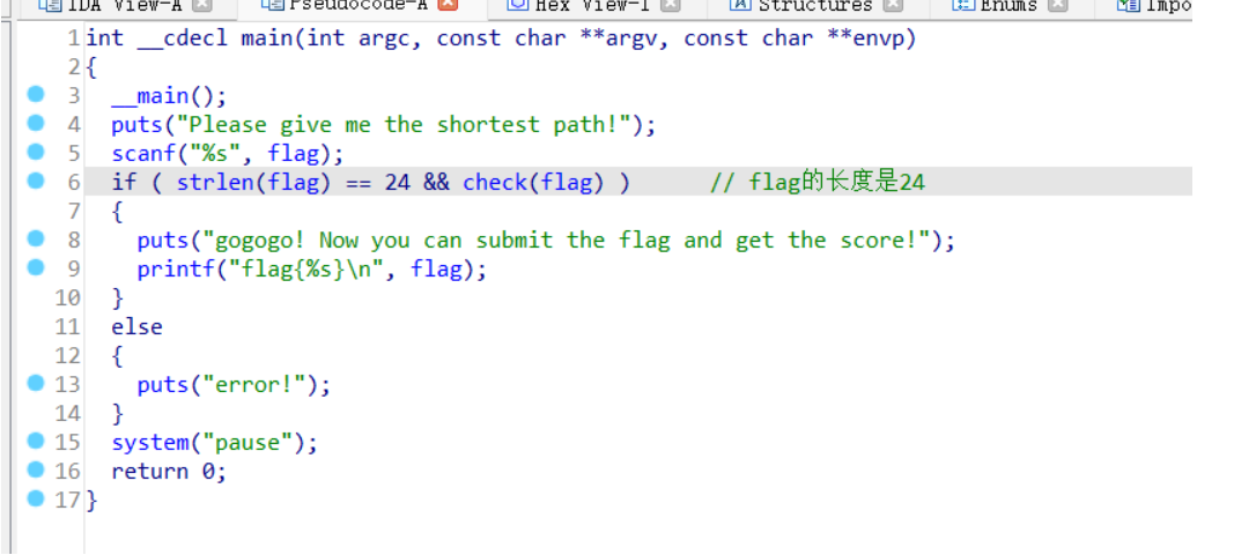 IDA View-A Pseudocode-A Hex View-1 Structures Enums Impo
1 int __cdecl main(int argc, const char **argv, const char **envp)
2 {
3 __main();
4 puts("Please give me the shortest path!");
5 scanf("%s", flag);
6 if ( strlen(flag) == 24 && check(flag) ) // flag的长度是24
7 {
8 puts("gogogo! Now you can submit the flag and get the score!");
9 printf("flag{%s}\n", flag);
10 }
11 else
12 {
13 puts("error!");
14 }
15 system("pause");
16 return 0;
17 }